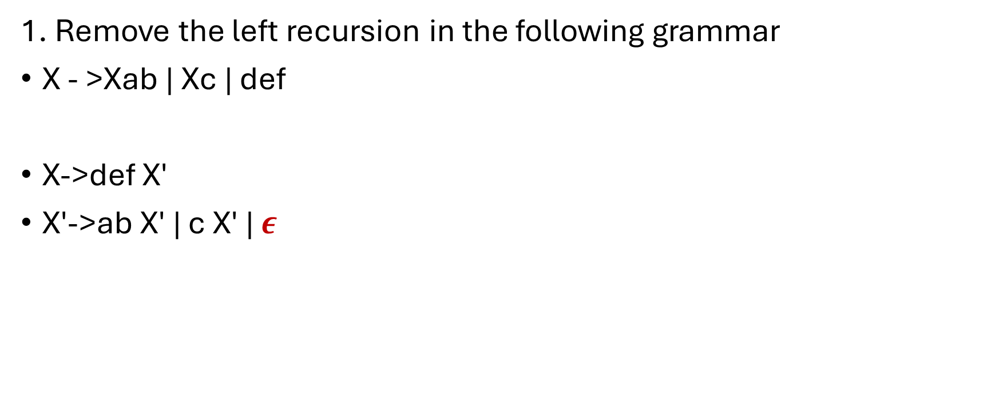 1. Remove the left recursion in the following grammar
• X - >Xab | Xc | def
• X->def X'
• X'->ab X' | c X' | ϵ